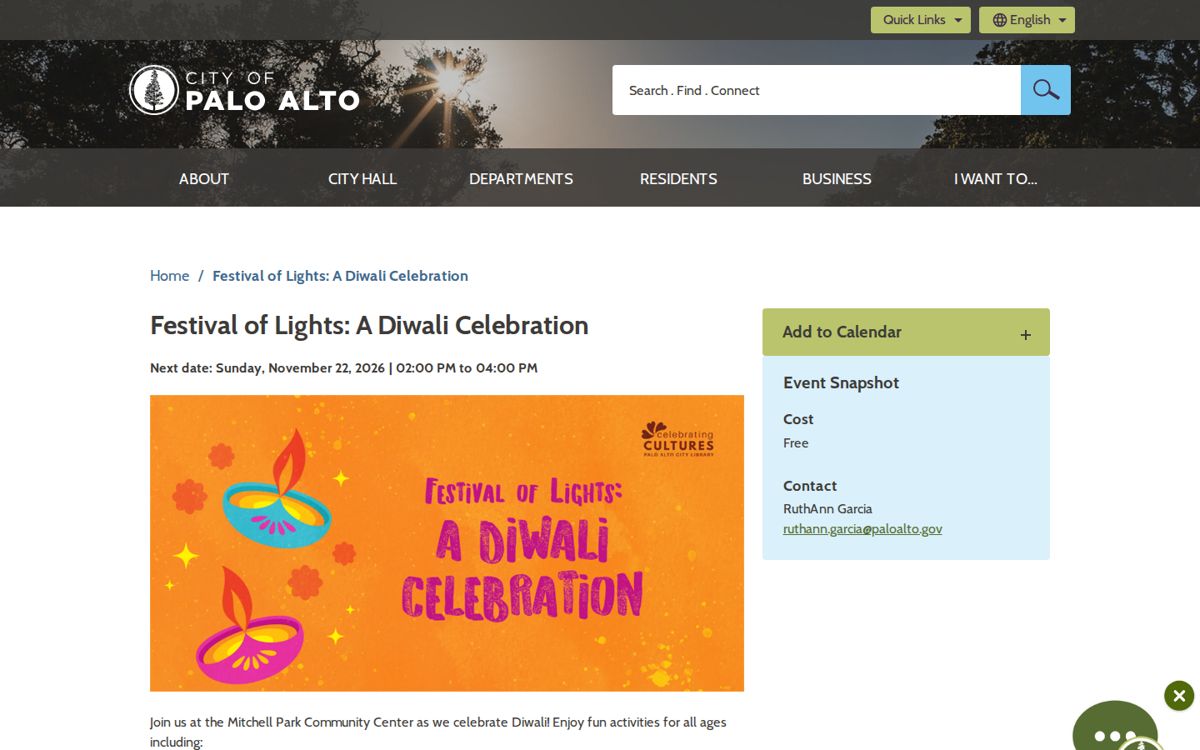 Quick Links
English
CITY OF
PALO ALTO
Search . Find . Connect
ABOUT
CITY HALL
DEPARTMENTS
RESIDENTS
BUSINESS
I WANT TO...
Home / Festival of Lights: A Diwali Celebration
Festival of Lights: A Diwali Celebration
Next date: Sunday, November 22, 2026 | 02:00 PM to 04:00 PM
celebrating
CULTURES
PALO ALTO CITY LIBRARY
FESTIVAL OF LIGHTS:
A DIWALI
CELEBRATION
Join us at the Mitchell Park Community Center as we celebrate Diwali! Enjoy fun activities for all ages
including:
Add to Calendar
+
Event Snapshot
Cost
Free
Contact
RuthAnn Garcia
ruthann.garcia@paloalto.gov